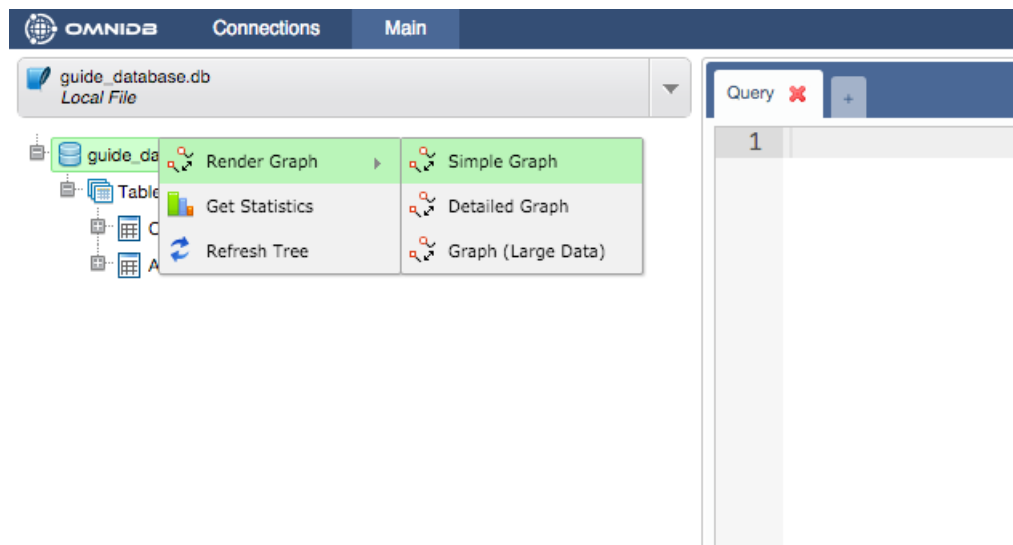 OMNIDB Connections Main
guide_database.db
Local File
Query +
1
guide_da
Render Graph
Simple Graph
Table
Get Statistics
Detailed Graph
C
Refresh Tree
Graph (Large Data)
A